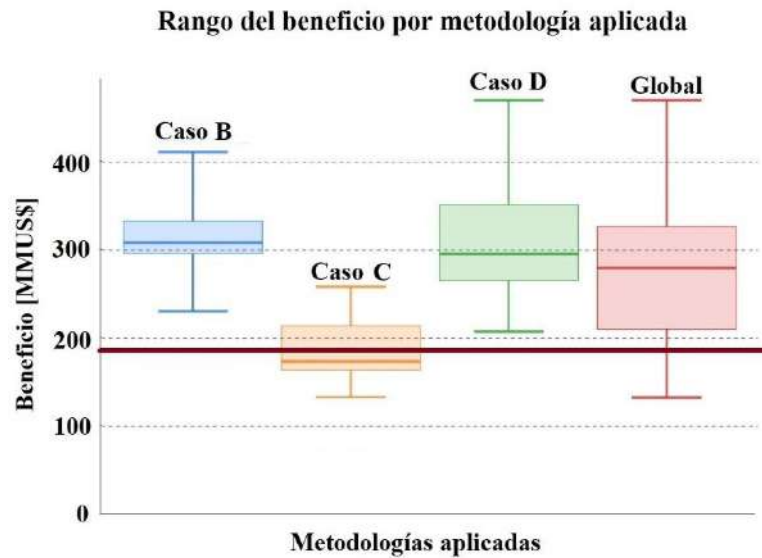 Rango del beneficio por metodología aplicada
Caso B
Caso C
Caso D
Global
Beneficio [MMUS$]
400
300
200
100
0
Metodologías aplicadas